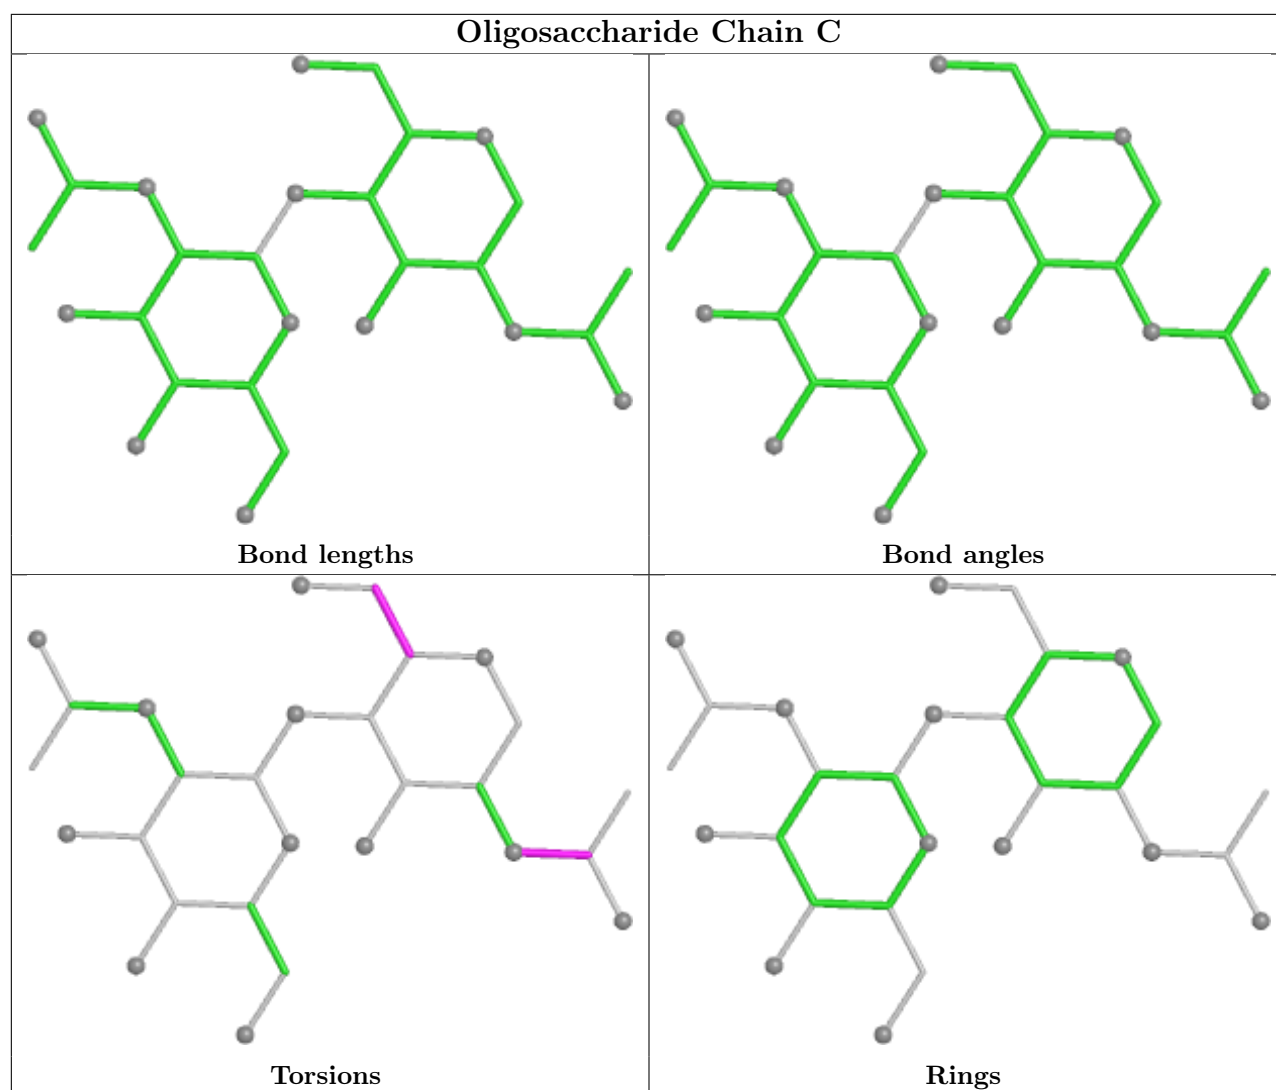 Oligosaccharide Chain C
Bond lengths
Bond angles
Torsions
Rings